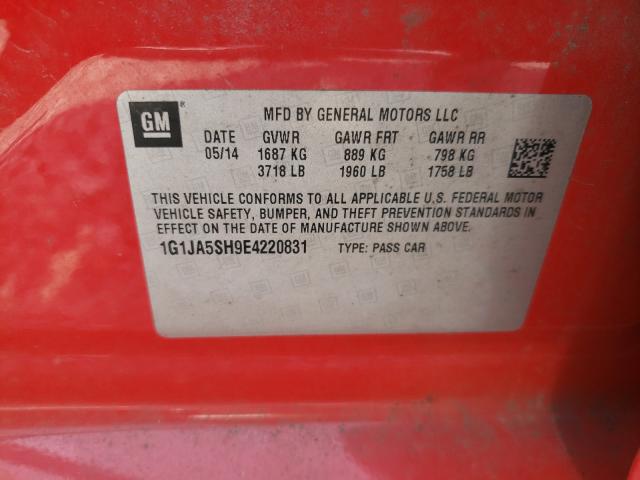 GM ® MFD BY GENERAL MOTORS LLC
DATE GVWR GAWR FRT GAWR RR
05/14 1687 KG 889 KG 798 KG
3718 LB 1960 LB 1758 LB
THIS VEHICLE CONFORMS TO ALL APPLICABLE U.S. FEDERAL MOTOR
VEHICLE SAFETY, BUMPER, AND THEFT PREVENTION STANDARDS IN
EFFECT ON THE DATE OF MANUFACTURE SHOWN ABOVE.
1G1JA5SH9E4220831 TYPE: PASS CAR